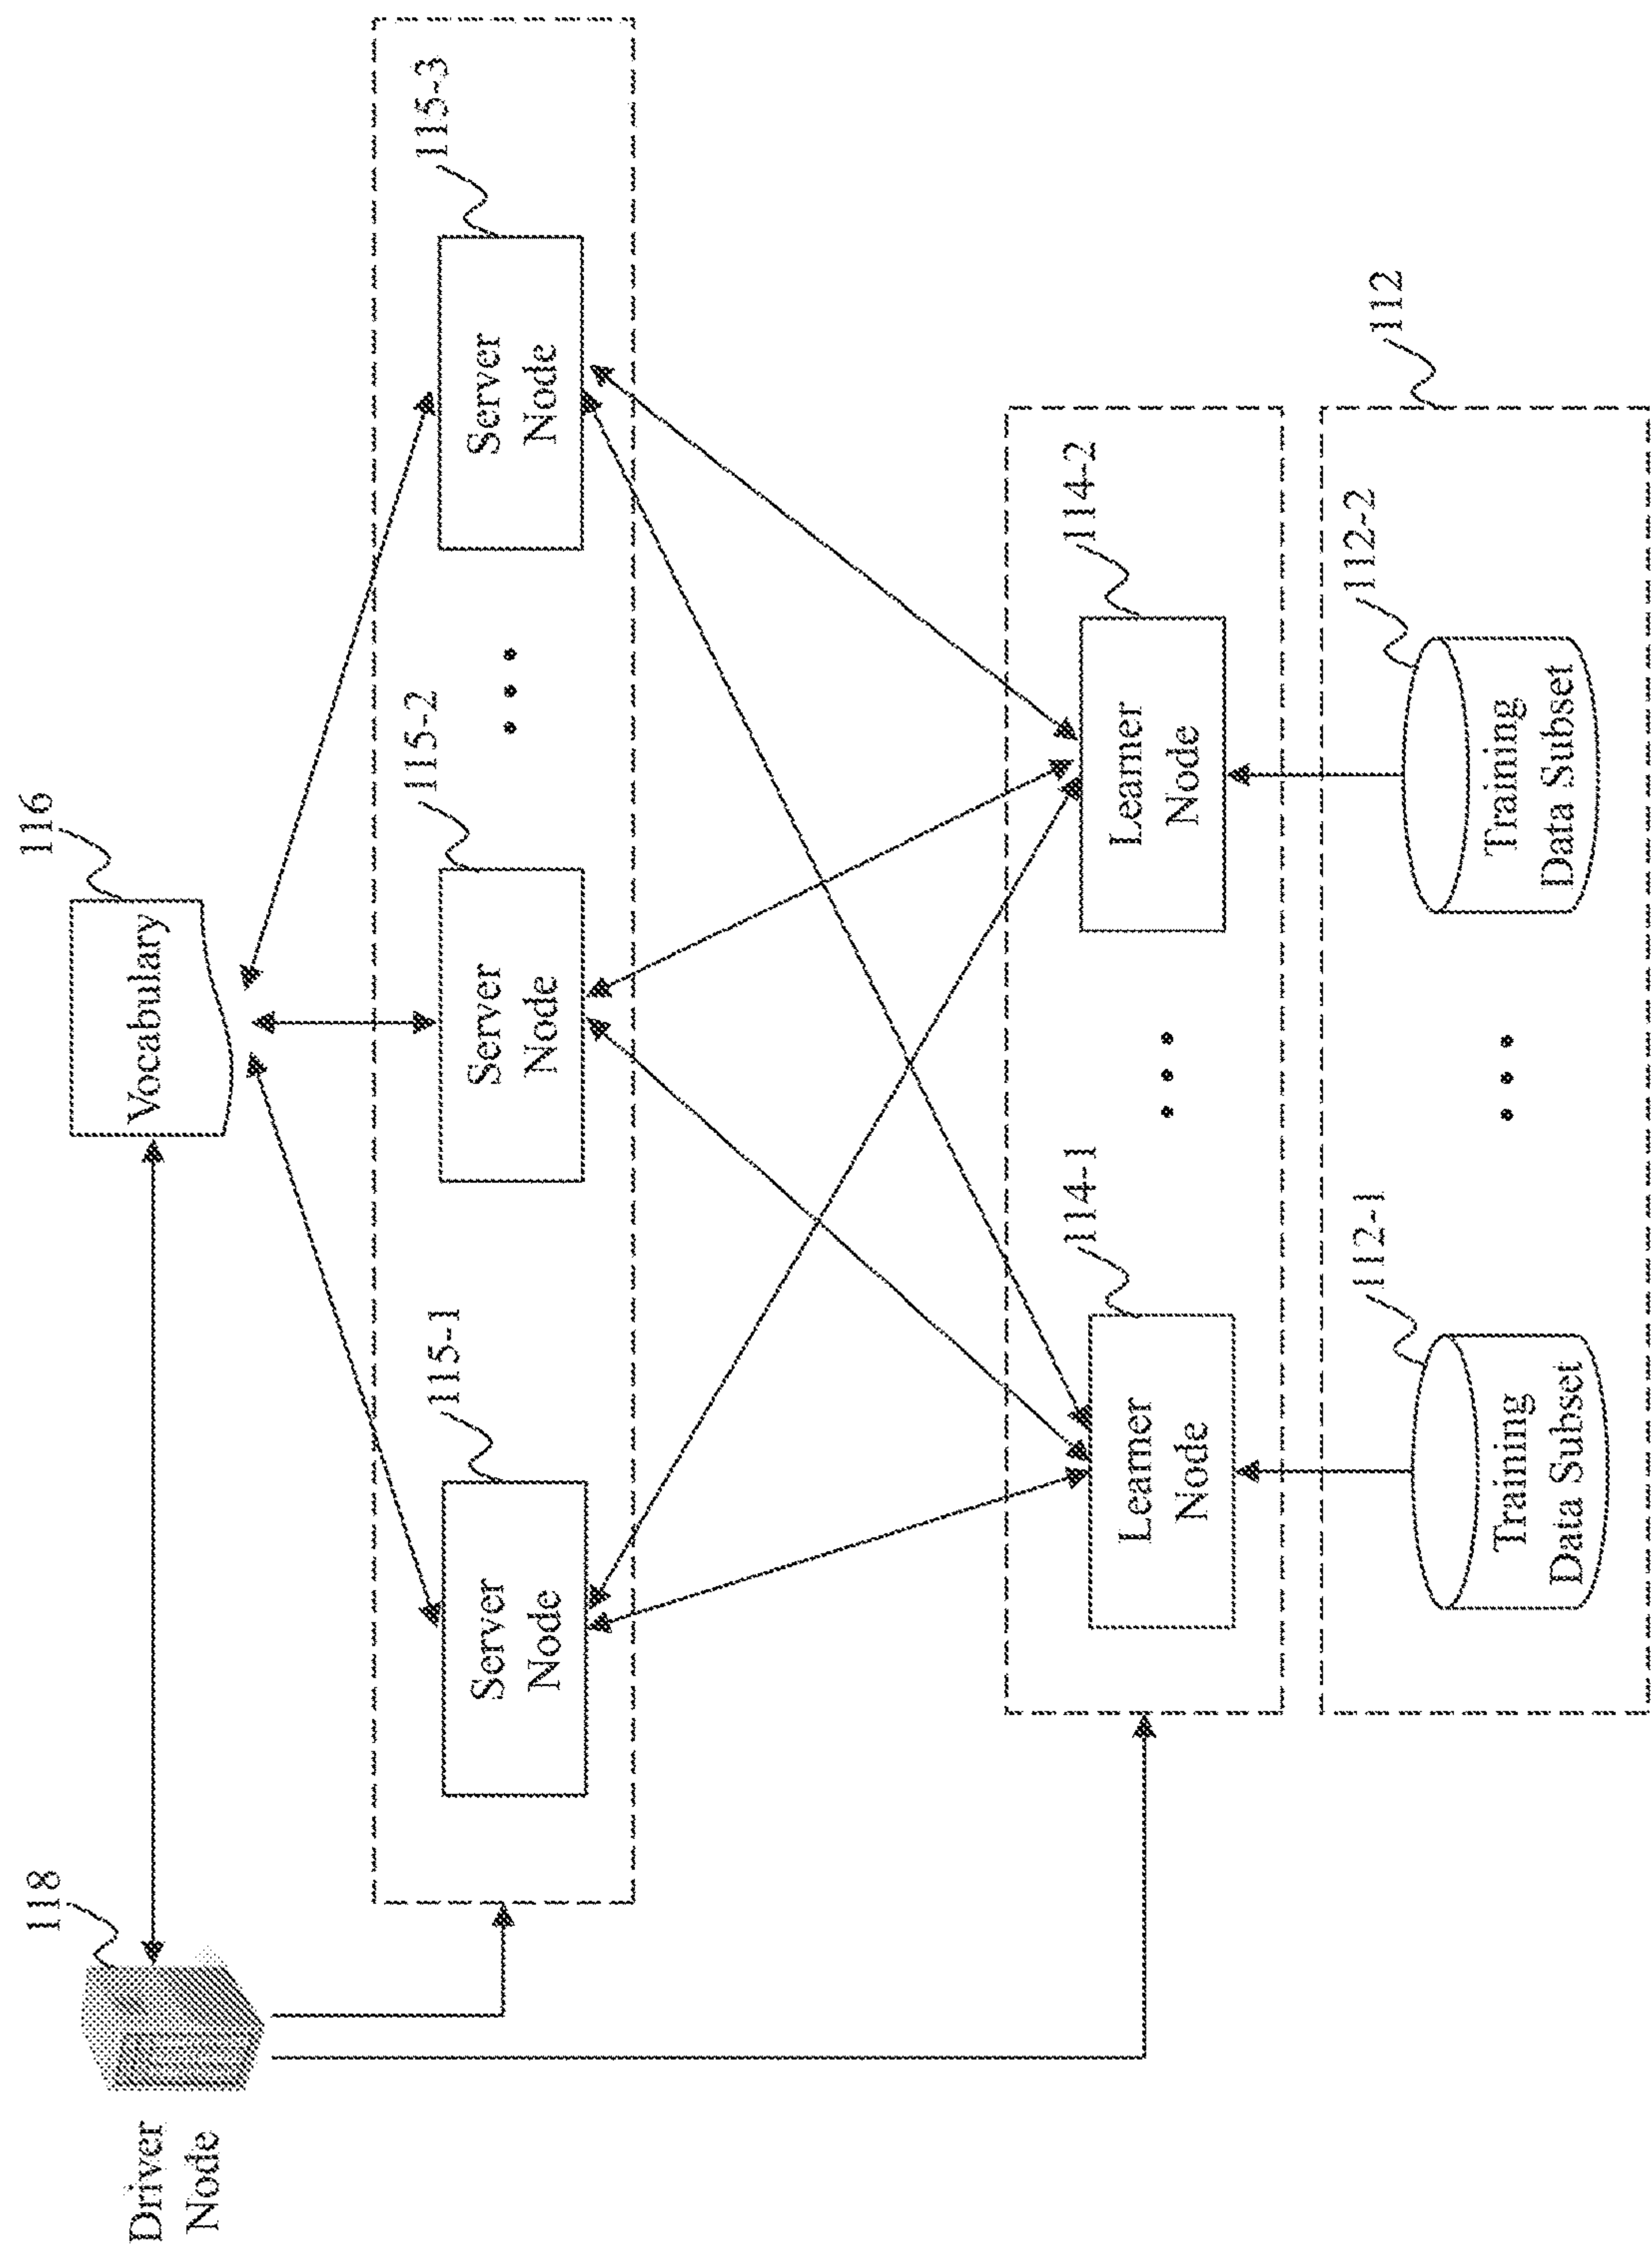 118
Driver
Node
116
Vocabulary
115-1
Server
Node
115-2
Server
Node
• • •
115-3
Server
Node
114-1
Learner
Node
• • •
114-2
Learner
Node
112
112-1
Training
Data Subset
• • •
112-2
Training
Data Subset